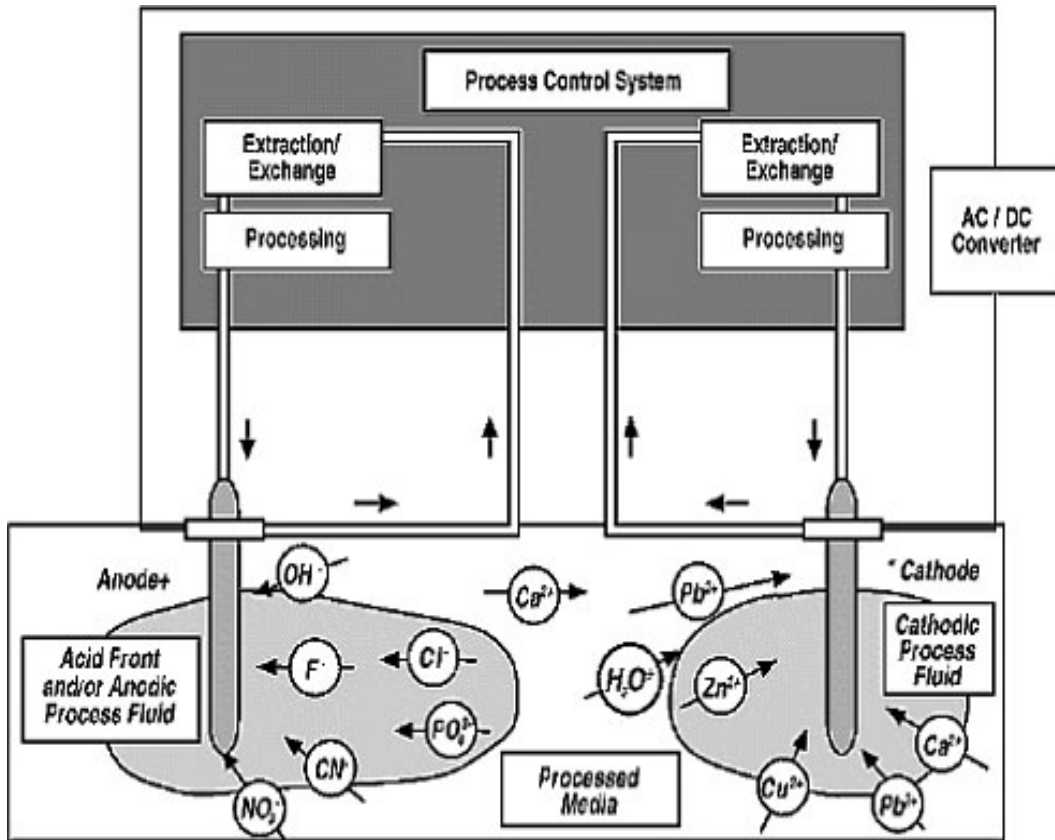 Process Control System
Extraction/
Exchange
Processing
Extraction/
Exchange
Processing
AC / DC
Converter
Anode+
OH⁻
Ca²⁺
Pb²⁺
" Cathode
Acid Front
and/or Anodic
Process Fluid
F⁻
Cl⁻
H₃O⁺
Zn²⁺
Cathodic
Process
Fluid
PO₄³⁻
CN⁻
NO₃⁻
Processed
Media
Cu²⁺
Pb²⁺
Ca²⁺